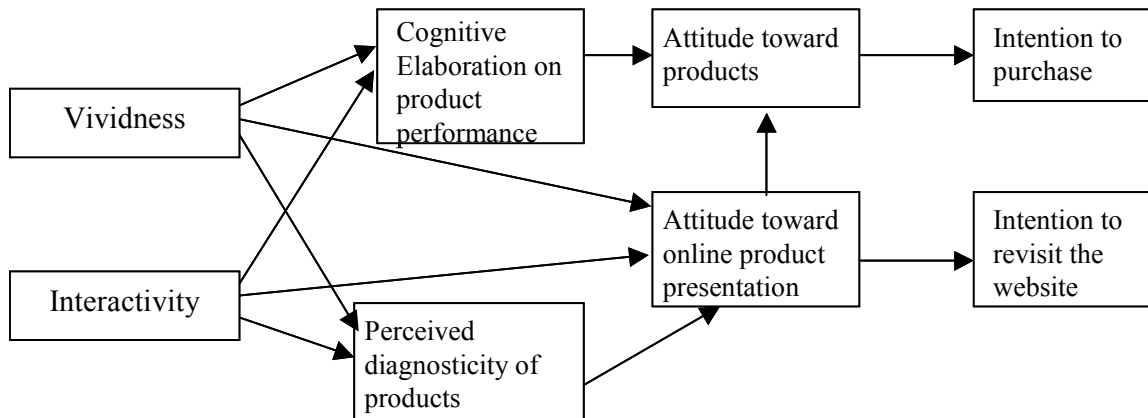 Vividness
Interactivity
Cognitive
Elaboration on
product
performance
Perceived
diagnosticity of
products
Attitude toward
products
Attitude toward
online product
presentation
Intention to
purchase
Intention to
revisit the
website